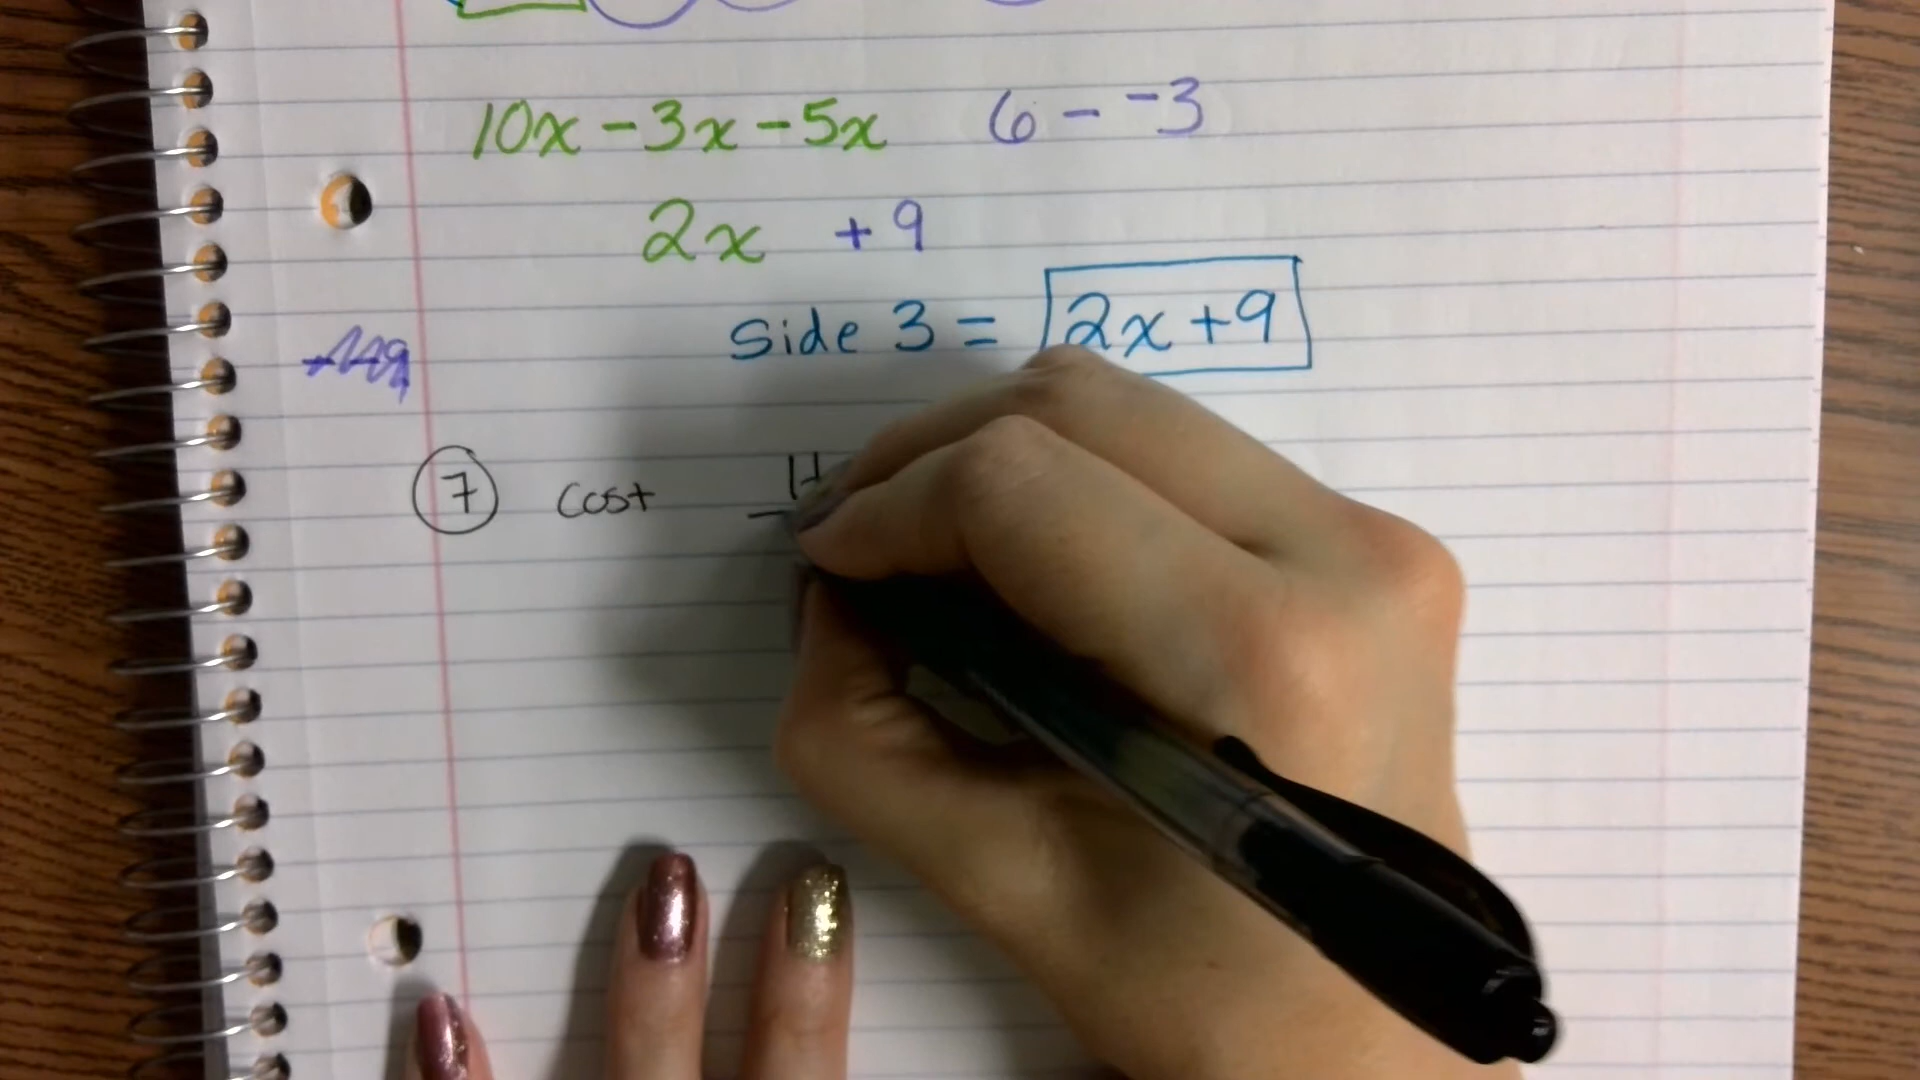 10x - 3x - 5x 6 - -3
2x + 9
side 3 = 2x + 9
7 cost